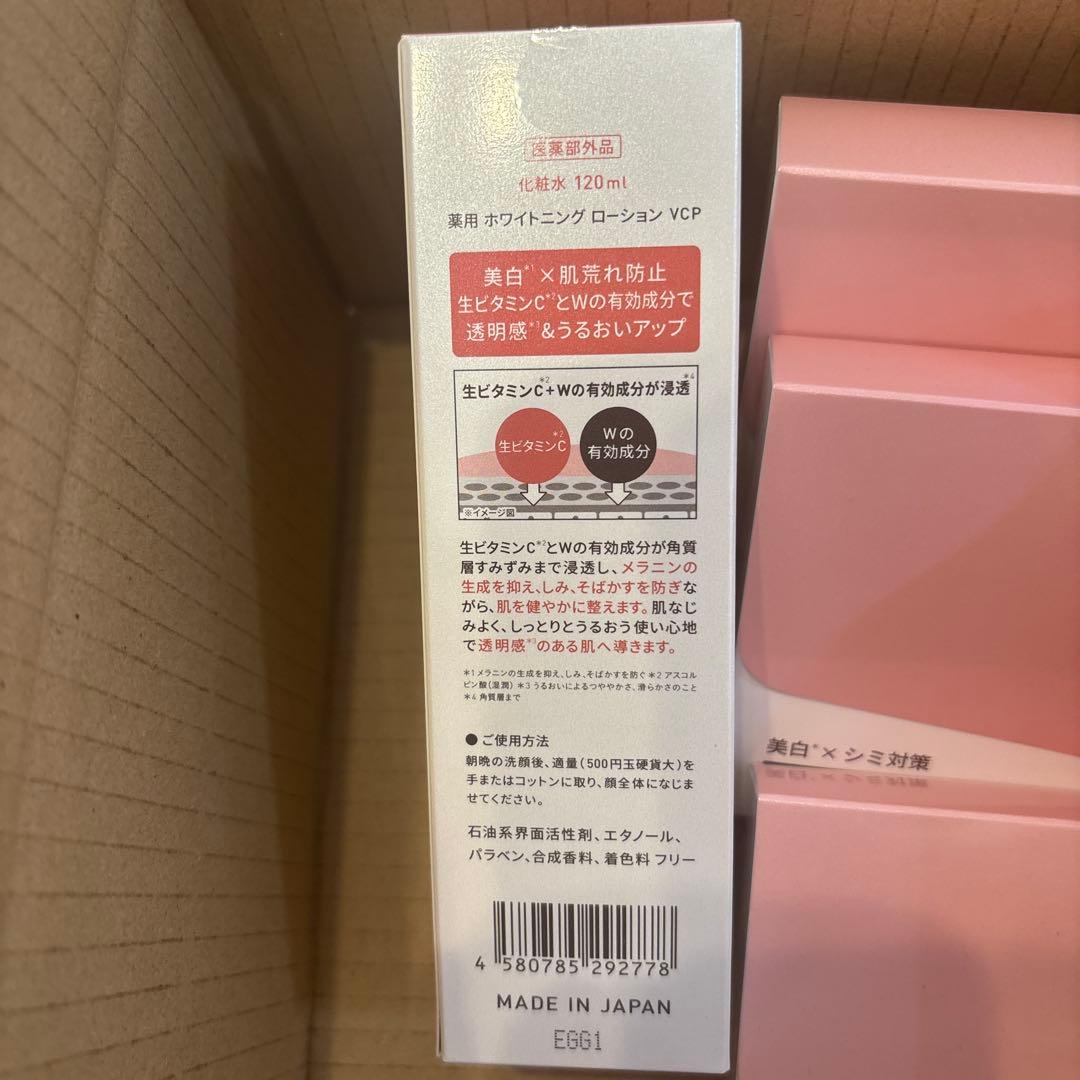 医薬部外品
化粧水 120ml
薬用 ホワイトニング ローション VCP
美白*1×肌荒れ防止
生ビタミンC*2とWの有効成分で
透明感*3&うるおいアップ
生ビタミンC*2+Wの有効成分が浸透*4
生ビタミンC*2
Wの
有効成分
※イメージ図
生ビタミンC*2とWの有効成分が角質
層すみずみまで浸透し、メラニンの
生成を抑え、しみ、そばかすを防ぎな
がら、肌を健やかに整えます。肌なじ
みよく、しっとりとうるおう使い心地
で透明感*3のある肌へ導きます。
*1 メラニンの生成を抑え、しみ、そばかすを防ぐ *2 アスコル
ビン酸(湿潤) *3 うるおいによるつややかさ、滑らかさのこと
*4 角質層まで
● ご使用方法
朝晩の洗顔後、適量(500円玉硬貨大)を
手またはコットンに取り、顔全体になじま
せてください。
石油系界面活性剤、エタノール、
パラベン、合成香料、着色料 フリー
4 580785 292778
MADE IN JAPAN
EGG1
美白*×シミ対策